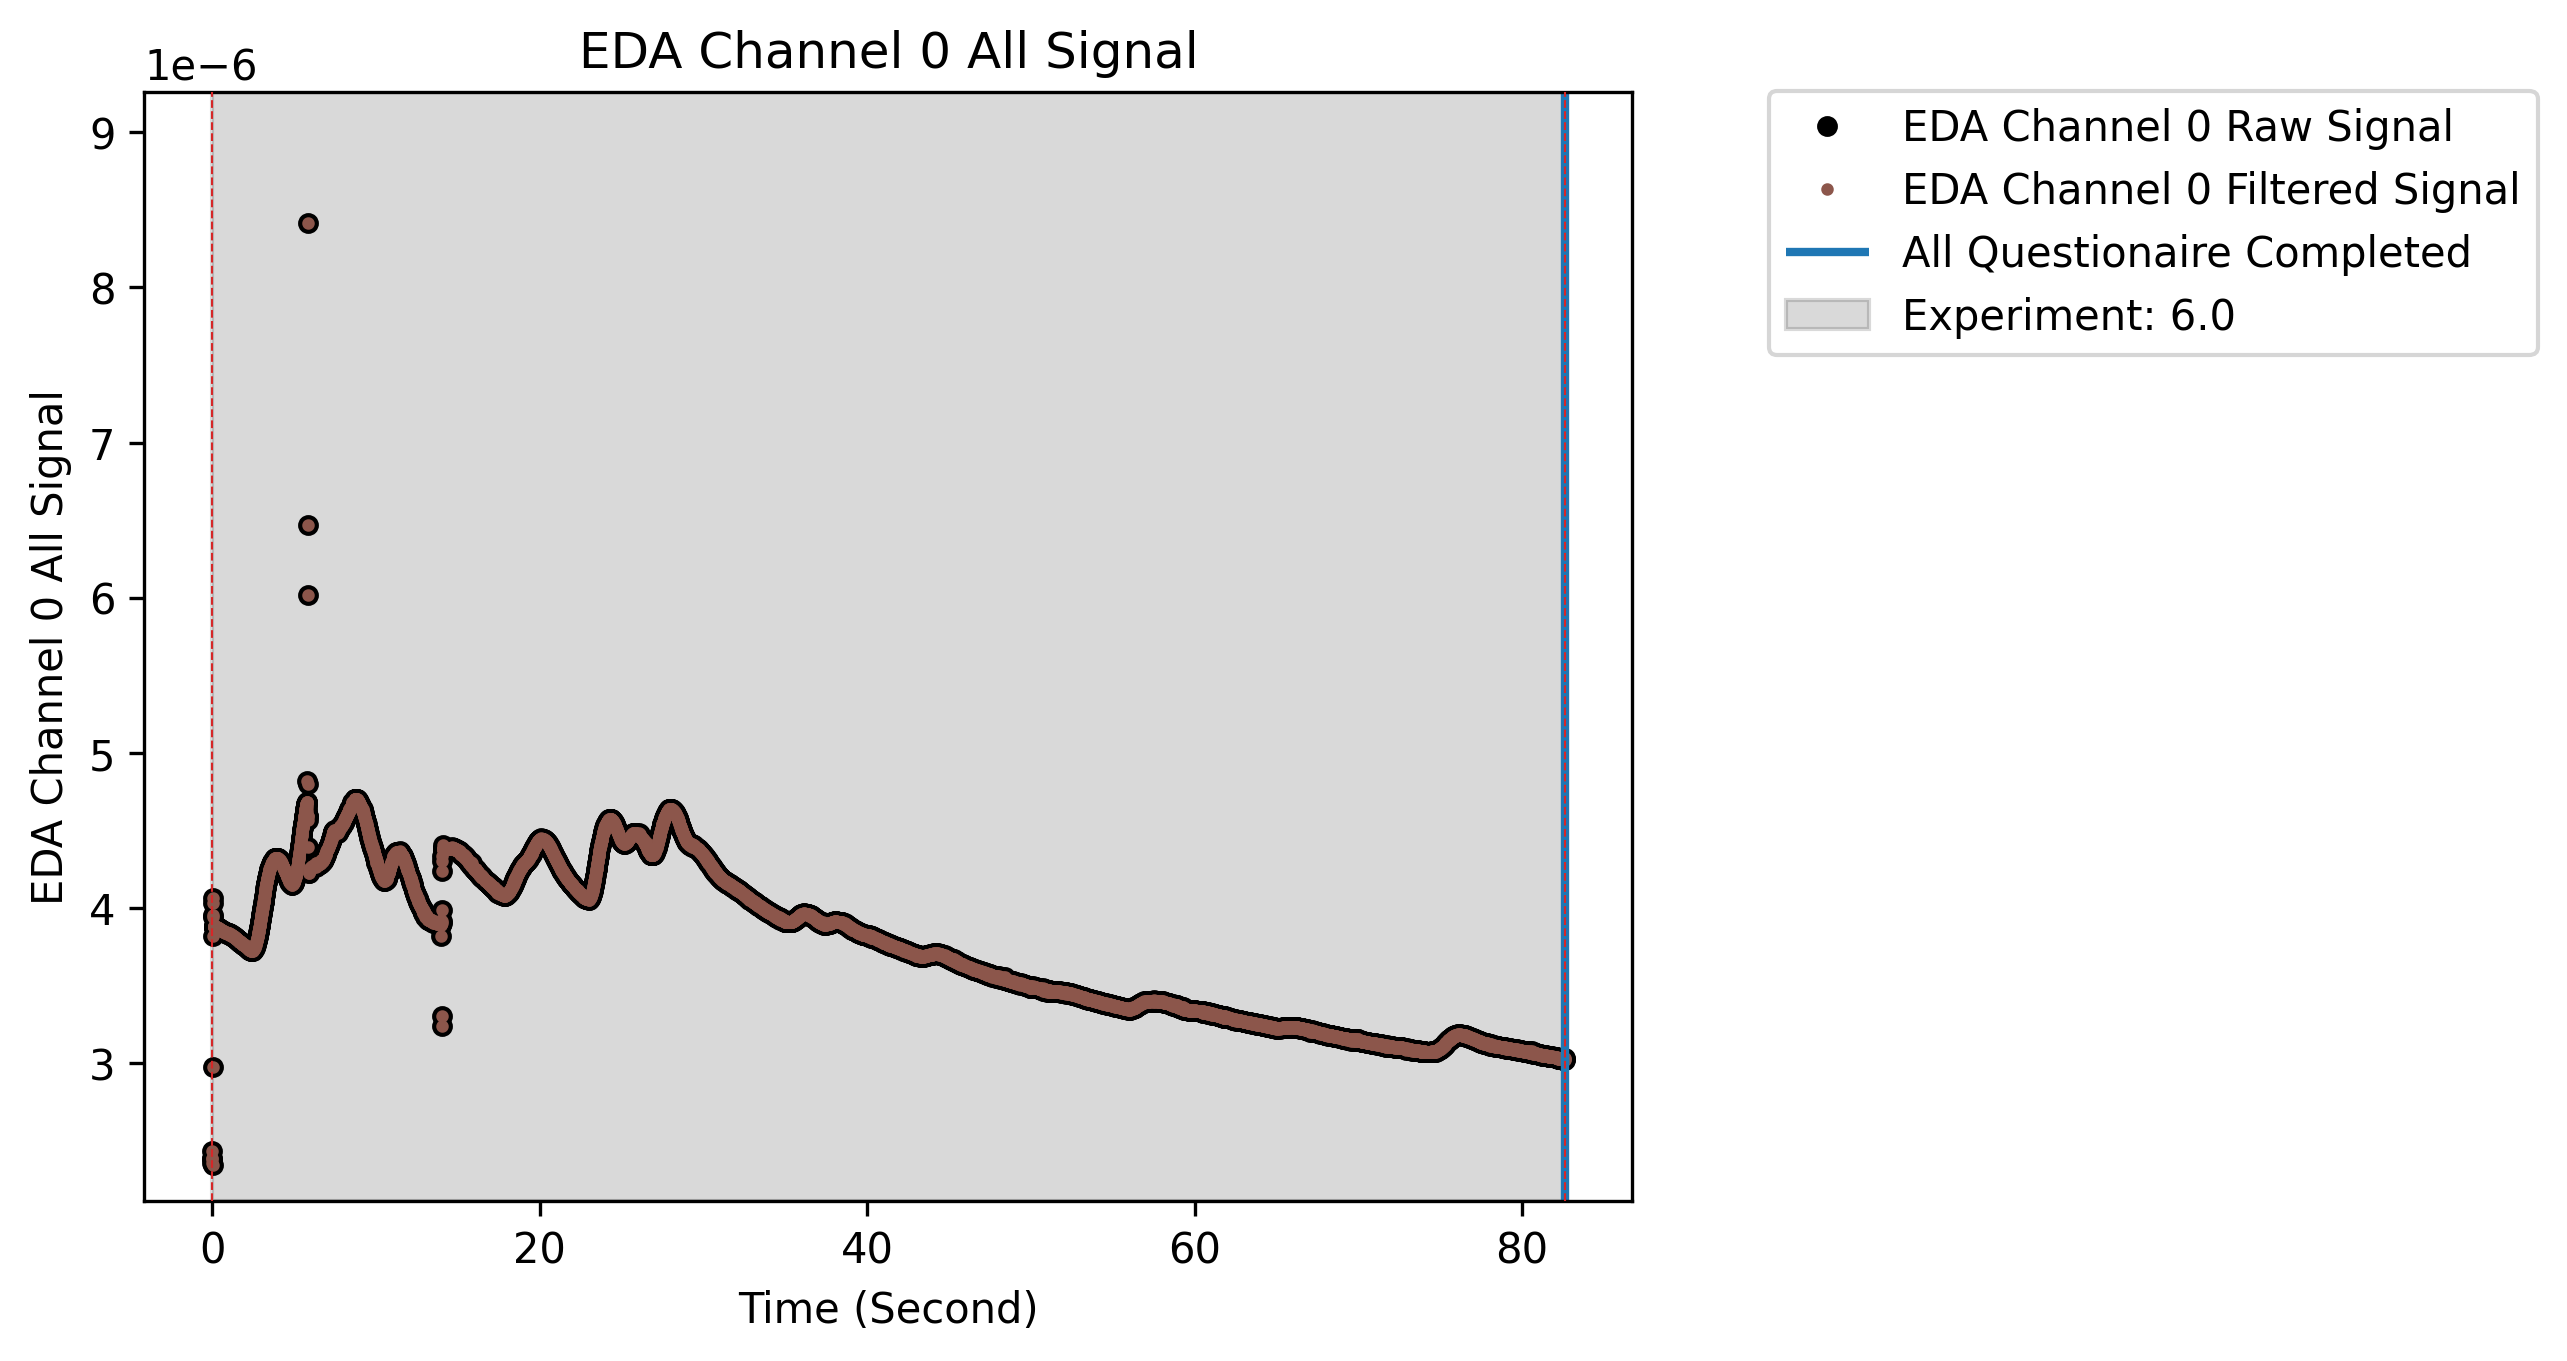 EDA Channel 0 All Signal
1e−6
9
8
7
6
5
4
3
EDA Channel 0 All Signal
0 20 40 60 80
Time (Second)
EDA Channel 0 Raw Signal
EDA Channel 0 Filtered Signal
All Questionaire Completed
Experiment: 6.0